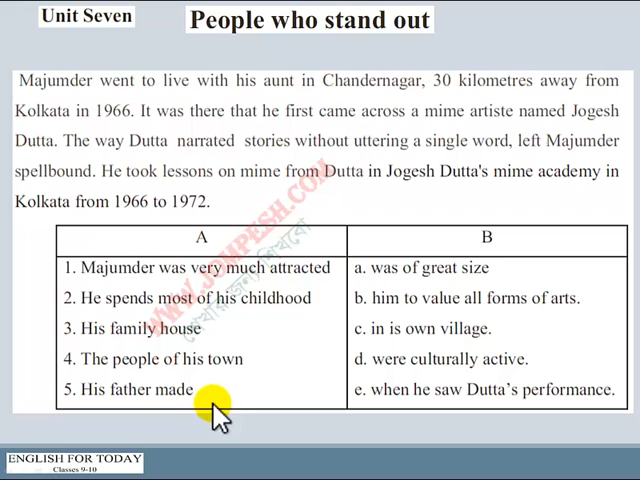 Unit Seven
People who stand out
Majumder went to live with his aunt in Chandernagar, 30 kilometres away from
Kolkata in 1966. It was there that he first came across a mime artiste named Jogesh
Dutta. The way Dutta narrated stories without uttering a single word, left Majumder
spellbound. He took lessons on mime from Dutta in Jogesh Dutta's mime academy in
Kolkata from 1966 to 1972.
A B
1. Majumder was very much attracted a. was of great size
2. He spends most of his childhood b. him to value all forms of arts.
3. His family house c. in is own village.
4. The people of his town d. were culturally active.
5. His father made e. when he saw Dutta's performance.
WWW.JOMPESH.COM
শেখার জন্য লিখবো
ENGLISH FOR TODAY
Classes 9-10